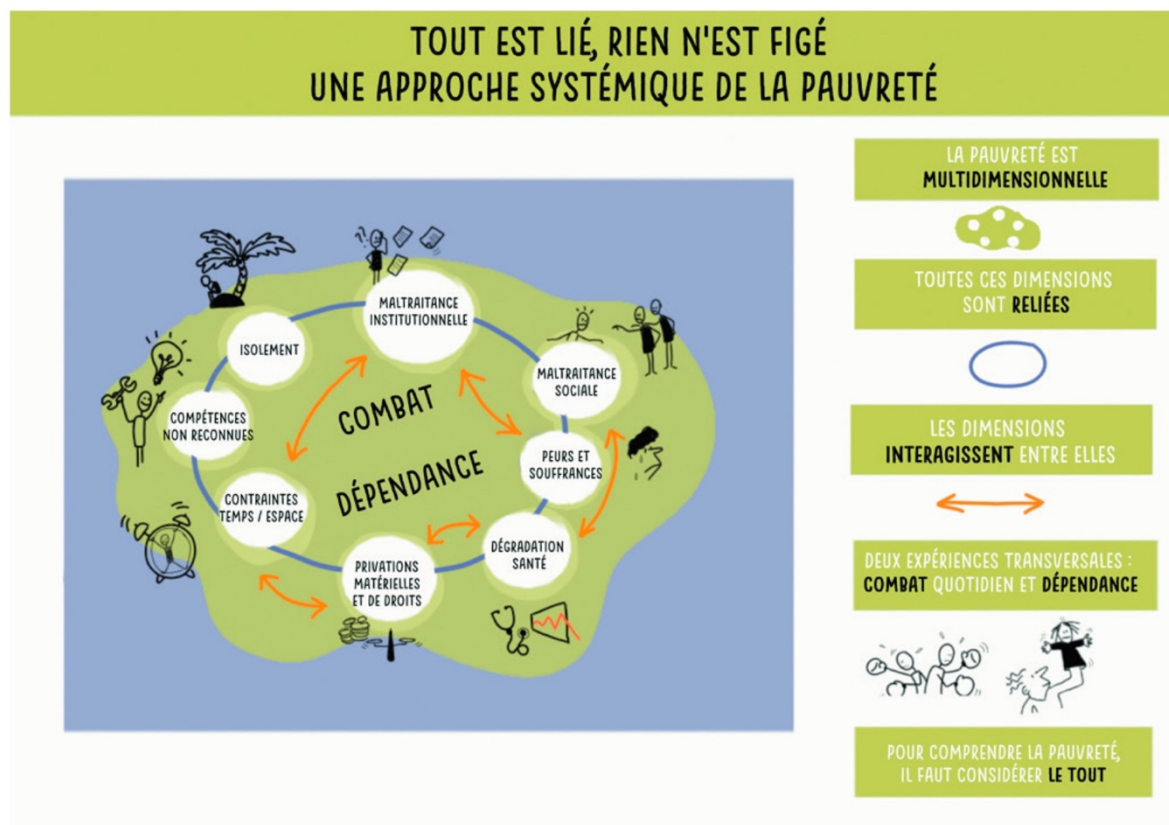 TOUT EST LIÉ, RIEN N'EST FIGÉ
UNE APPROCHE SYSTÉMIQUE DE LA PAUVRETÉ
MALTRAITANCE
INSTITUTIONNELLE
ISOLEMENT
MALTRAITANCE
SOCIALE
COMPÉTENCES
NON RECONNUES
COMBAT
PEURS ET
SOUFFRANCES
DÉPENDANCE
CONTRAINTES
TEMPS / ESPACE
DÉGRADATION
SANTÉ
PRIVATIONS
MATÉRIELLES
ET DE DROITS
LA PAUVRETÉ EST
MULTIDIMENSIONNELLE
TOUTES CES DIMENSIONS
SONT RELIÉES
LES DIMENSIONS
INTERAGISSENT ENTRE ELLES
DEUX EXPÉRIENCES TRANSVERSALES :
COMBAT QUOTIDIEN ET DÉPENDANCE
POUR COMPRENDRE LA PAUVRETÉ,
IL FAUT CONSIDÉRER LE TOUT